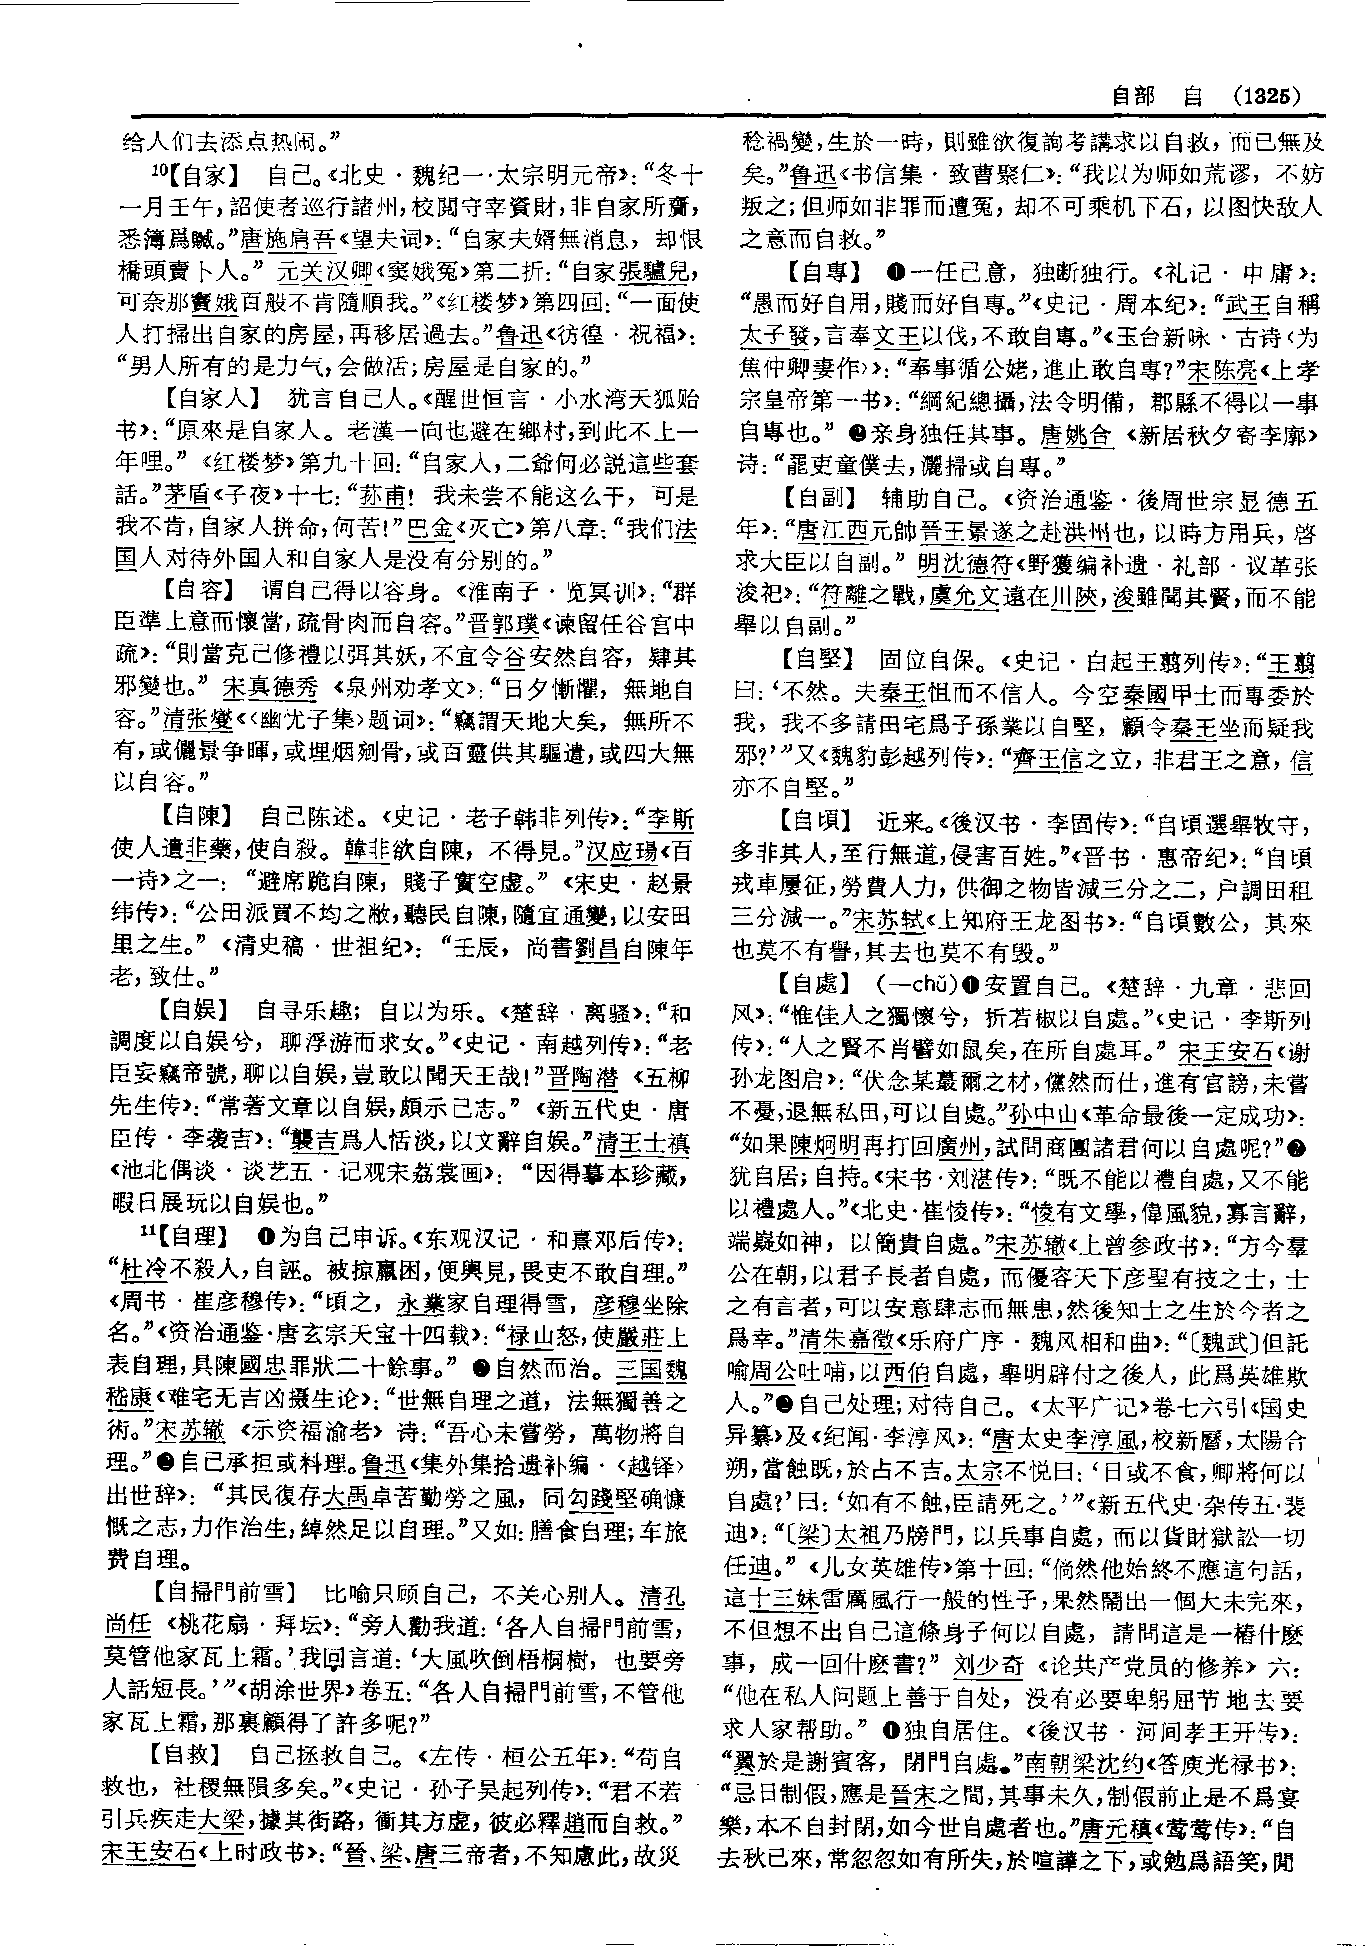 自部 自 (1325)
给人们去添点热闹。”
10【自家】 自己。《北史·魏纪一·太宗明元帝》：“冬十
一月壬午，詔使者巡行諸州，校閲守宰資財，非自家所齎，
悉簿爲贓。”唐施肩吾《望夫词》：“自家夫婿無消息，却恨
橋頭賣卜人。”元关汉卿《窦娥冤》第二折：“自家張驢兒，
可奈那竇娥百般不肯隨順我。”《红楼梦》第四回：“一面使
人打掃出自家的房屋，再移居過去。”鲁迅《彷徨·祝福》：
“男人所有的是力气，会做活；房屋是自家的。”
【自家人】 犹言自己人。《醒世恒言·小水湾天狐贻
书》：“原來是自家人。老漢一向也避在鄉村，到此不上一
年哩。”《红楼梦》第九十回：“自家人，二爺何必説這些套
話。”茅盾《子夜》十七：“荪甫！我未尝不能这么干，可是
我不肯，自家人拼命，何苦！”巴金《灭亡》第八章：“我们法
国人对待外国人和自家人是没有分别的。”
【自容】 谓自己得以容身。《淮南子·览冥训》：“群
臣準上意而懷當，疏骨肉而自容。”晋郭璞《谏留任谷宫中
疏》：“則當克己修禮以弭其妖，不宜令谷安然自容，肆其
邪變也。”宋真德秀《泉州劝孝文》：“日夕慚懼，無地自
容。”清张燮《〈幽忧子集〉题词》：“竊謂天地大矣，無所不
有，或儷景争暉，或埋烟剡骨，或百靈供其驅遣，或四大無
以自容。”
【自陳】 自己陈述。《史记·老子韩非列传》：“李斯
使人遺非藥，使自殺。韓非欲自陳，不得見。”汉应瑒《百
一诗》之一：“避席跪自陳，賤子實空虚。”《宋史·赵景
纬传》：“公田派買不均之敝，聽民自陳，隨宜通變，以安田
里之生。”《清史稿·世祖纪》：“壬辰，尚書劉昌自陳年
老，致仕。”
【自娱】 自寻乐趣；自以为乐。《楚辞·离骚》：“和
調度以自娱兮，聊浮游而求女。”《史记·南越列传》：“老
臣妄竊帝號，聊以自娱，豈敢以聞天王哉！”晋陶潜《五柳
先生传》：“常著文章以自娱，頗示己志。”《新五代史·唐
臣传·李袭吉》：“襲吉爲人恬淡，以文辭自娱。”清王士禛
《池北偶谈·谈艺五·记观宋荔裳画》：“因得摹本珍藏，
暇日展玩以自娱也。”
11【自理】 ❶为自己申诉。《东观汉记·和熹邓后传》：
“杜冷不殺人，自誣。被掠羸困，便輿見，畏吏不敢自理。”
《周书·崔彦穆传》：“頃之，永業家自理得雪，彦穆坐除
名。”《资治通鉴·唐玄宗天宝十四载》：“禄山怒，使嚴莊上
表自理，具陳國忠罪狀二十餘事。”❷自然而治。三国魏
嵇康《难宅无吉凶摄生论》：“世無自理之道，法無獨善之
術。”宋苏辙《示资福渝老》诗：“吾心未嘗勞，萬物將自
理。”❸自己承担或料理。鲁迅《集外集拾遗补编·〈越铎〉
出世辞》：“其民復存大禹卓苦勤勞之風，同勾踐堅确慷
慨之志，力作治生，綽然足以自理。”又如：膳食自理；车旅
費自理。
【自掃門前雪】 比喻只顾自己，不关心别人。清孔
尚任《桃花扇·拜坛》：“旁人勸我道：‘各人自掃門前雪，
莫管他家瓦上霜。’我回言道：‘大風吹倒梧桐樹，也要旁
人話短長。’”《胡涂世界》卷五：“各人自掃門前雪，不管他
家瓦上霜，那裏顧得了許多呢？”
【自救】 自己拯救自己。《左传·桓公五年》：“苟自
救也，社稷無隕多矣。”《史记·孙子吴起列传》：“君不若
引兵疾走大梁，據其街路，衝其方虚，彼必釋趙而自救。”
宋王安石《上时政书》：“晉、梁、唐三帝者，不知慮此，故災
稔禍變，生於一時，則雖欲復詢考講求以自救，而已無及
矣。”鲁迅《书信集·致曹聚仁》：“我以为师如荒谬，不妨
叛之；但师如非罪而遭冤，却不可乘机下石，以图快敌人
之意而自救。”
【自專】 ❶一任己意，独断独行。《礼记·中庸》：
“愚而好自用，賤而好自專。”《史记·周本纪》：“武王自稱
太子發，言奉文王以伐，不敢自專。”《玉台新咏·古诗〈为
焦仲卿妻作〉》：“奉事循公姥，進止敢自專？”宋陈亮《上孝
宗皇帝第一书》：“綱紀總攝，法令明備，郡縣不得以一事
自專也。”❷亲身独任其事。唐姚合《新居秋夕寄李廓》
诗：“罷吏童僕去，灑掃或自專。”
【自副】 辅助自己。《资治通鉴·後周世宗显德五
年》：“唐江西元帥晉王景遂之赴洪州也，以時方用兵，啓
求大臣以自副。”明沈德符《野獲编补遗·礼部·议革张
浚祀》：“符離之戰，虞允文遠在川陜，浚雖聞其賢，而不能
舉以自副。”
【自堅】 固位自保。《史记·白起王翦列传》：“王翦
曰：‘不然。夫秦王怚而不信人。今空秦國甲士而專委於
我，我不多請田宅爲子孫業以自堅，顧令秦王坐而疑我
邪？’”又《魏豹彭越列传》：“齊王信之立，非君王之意，信
亦不自堅。”
【自頃】 近来。《後汉书·李固传》：“自頃選舉牧守，
多非其人，至行無道，侵害百姓。”《晋书·惠帝纪》：“自頃
戎車屢征，勞費人力，供御之物皆減三分之二，户調田租
三分減一。”宋苏轼《上知府王龙图书》：“自頃數公，其來
也莫不有譽，其去也莫不有毁。”
【自處】 （—chǔ）❶安置自己。《楚辞·九章·悲回
风》：“惟佳人之獨懷兮，折若椒以自處。”《史记·李斯列
传》：“人之賢不肖譬如鼠矣，在所自處耳。”宋王安石《谢
孙龙图启》：“伏念某蕞爾之材，儻然而仕，進有官謗，未嘗
不憂，退無私田，可以自處。”孙中山《革命最後一定成功》：
“如果陳炯明再打回廣州，試問商團諸君何以自處呢？”❷
犹自居；自持。《宋书·刘湛传》：“既不能以禮自處，又不能
以禮處人。”《北史·崔㥄传》：“㥄有文學，偉風貌，寡言辭，
端嶷如神，以簡貴自處。”宋苏辙《上曾参政书》：“方今羣
公在朝，以君子長者自處，而優容天下彦聖有技之士，士
之有言者，可以安意肆志而無患，然後知士之生於今者之
爲幸。”清朱嘉徵《乐府广序·魏风相和曲》：“〔魏武〕但託
喻周公吐哺，以西伯自處，舉明辟付之後人，此爲英雄欺
人。”❸自己处理；对待自己。《太平广记》卷七六引《国史
异纂》及《纪闻·李淳风》：“唐太史李淳風，校新曆，太陽合
朔，當蝕既，於占不吉。太宗不悦曰：‘日或不食，卿將何以
自處？’曰：‘如有不蝕，臣請死之。’”《新五代史·杂传五·裴
迪》：“〔梁〕太祖乃牓門，以兵事自處，而以貨財獄訟一切
任迪。”《儿女英雄传》第十回：“倘然他始終不應這句話，
這十三妹雷厲風行一般的性子，果然鬧出一個大未完來，
不但想不出自己這條身子何以自處，請問這是一樁什麽
事，成一回什麽書？”刘少奇《论共产党员的修养》六：
“他在私人问题上善于自处，没有必要卑躬屈节地去要
求人家帮助。”❹独自居住。《後汉书·河间孝王开传》：
“翼於是謝賓客，閉門自處。”南朝梁沈约《答庾光禄书》：
“忌日制假，應是晉宋之間，其事未久，制假前止是不爲宴
樂，本不自封閉，如今世自處者也。”唐元稹《莺莺传》：“自
去秋已來，常忽忽如有所失，於喧譁之下，或勉爲語笑，閒